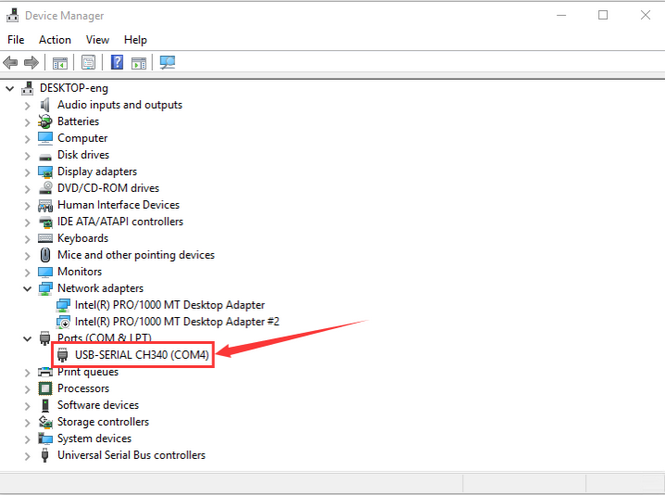 Device Manager
File Action View Help
DESKTOP-eng
Audio inputs and outputs
Batteries
Computer
Disk drives
Display adapters
DVD/CD-ROM drives
Human Interface Devices
IDE ATA/ATAPI controllers
Keyboards
Mice and other pointing devices
Monitors
Network adapters
Intel(R) PRO/1000 MT Desktop Adapter
Intel(R) PRO/1000 MT Desktop Adapter #2
Ports (COM & LPT)
USB-SERIAL CH340 (COM4)
Print queues
Processors
Software devices
Storage controllers
System devices
Universal Serial Bus controllers